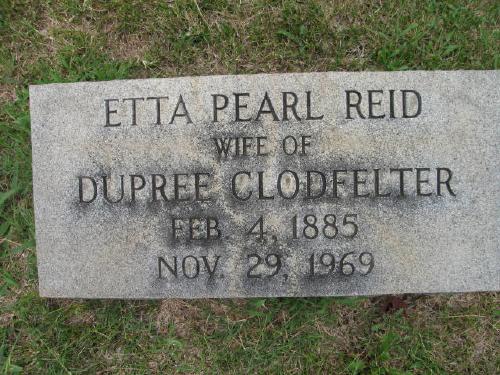 ETTA PEARL REID
WIFE OF
DUPREE CLODFELTER
FEB. 4, 1885
NOV. 29, 1969